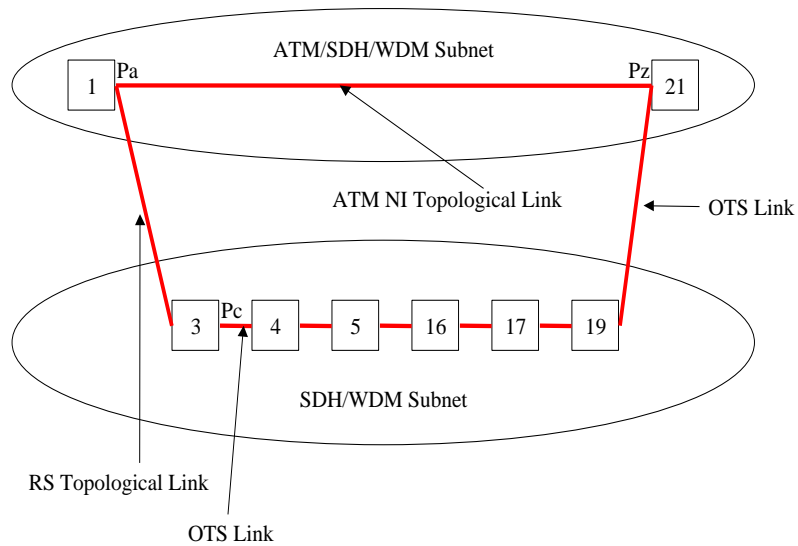 ATM/SDH/WDM Subnet
1
Pa
Pz
21
ATM NI Topological Link
OTS Link
3
Pc
4
5
16
17
19
SDH/WDM Subnet
RS Topological Link
OTS Link